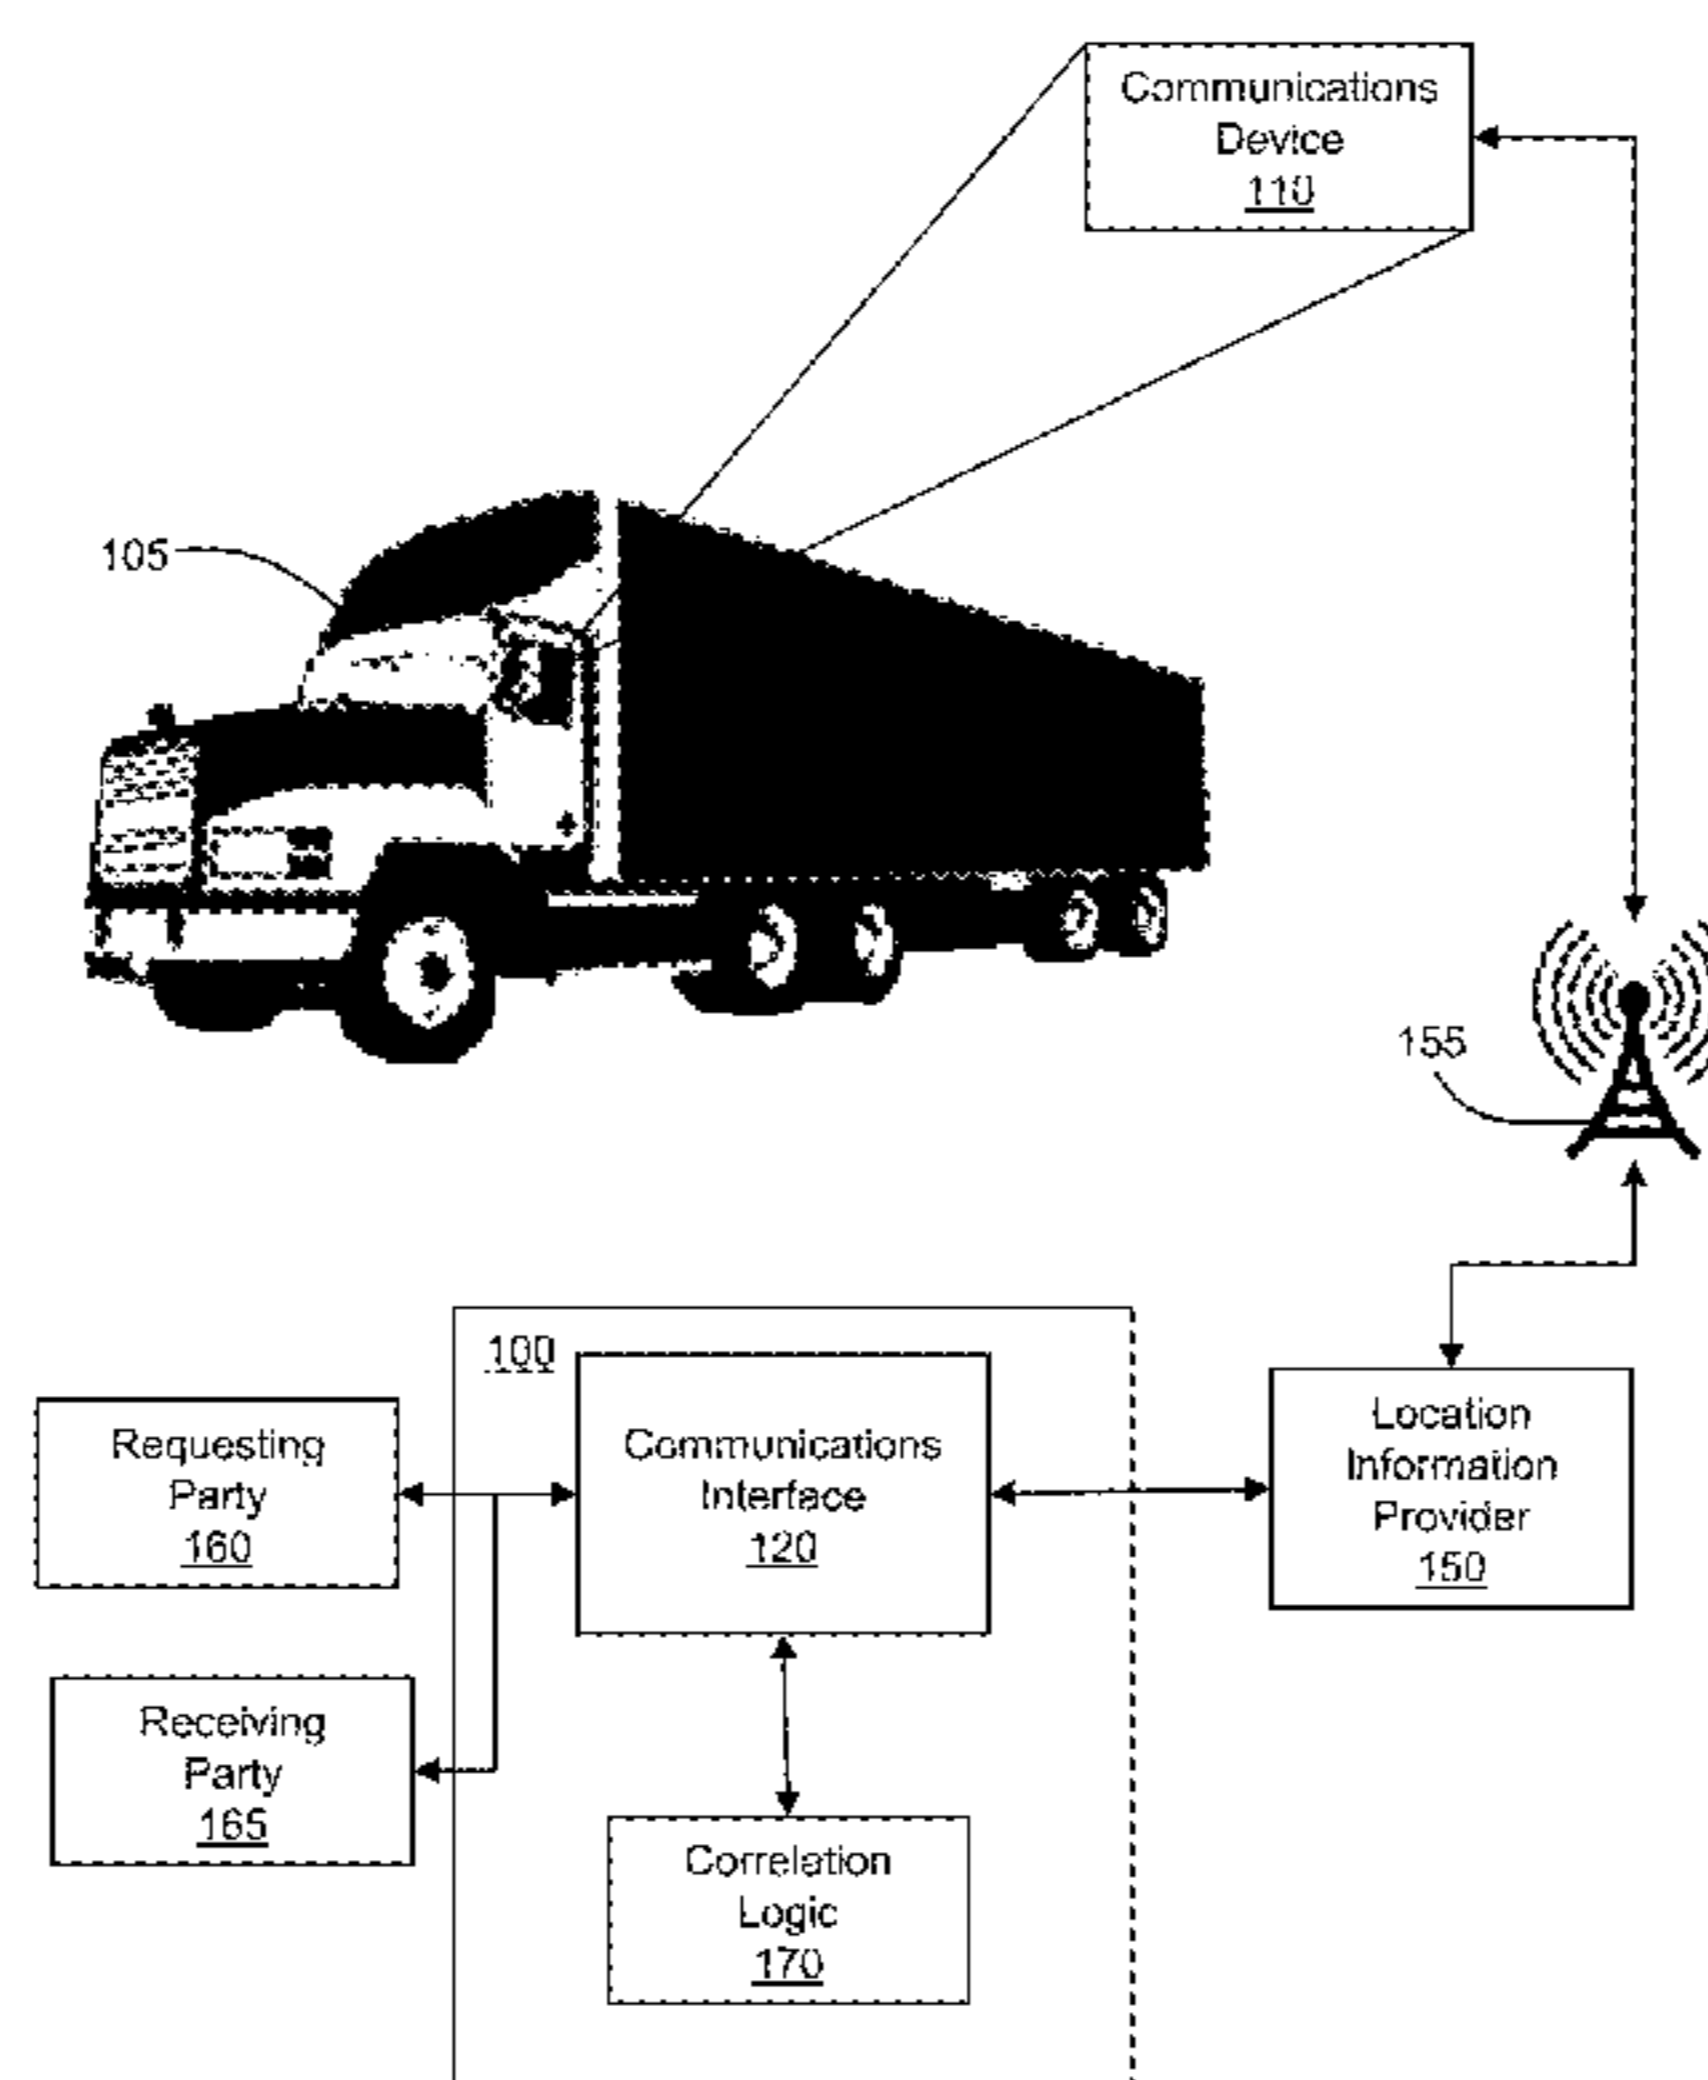 Communications
Device
110
105
155
100
Communications
Interface
120
Requesting
Party
160
Location
Information
Provider
150
Receiving
Party
165
Correlation
Logic
170